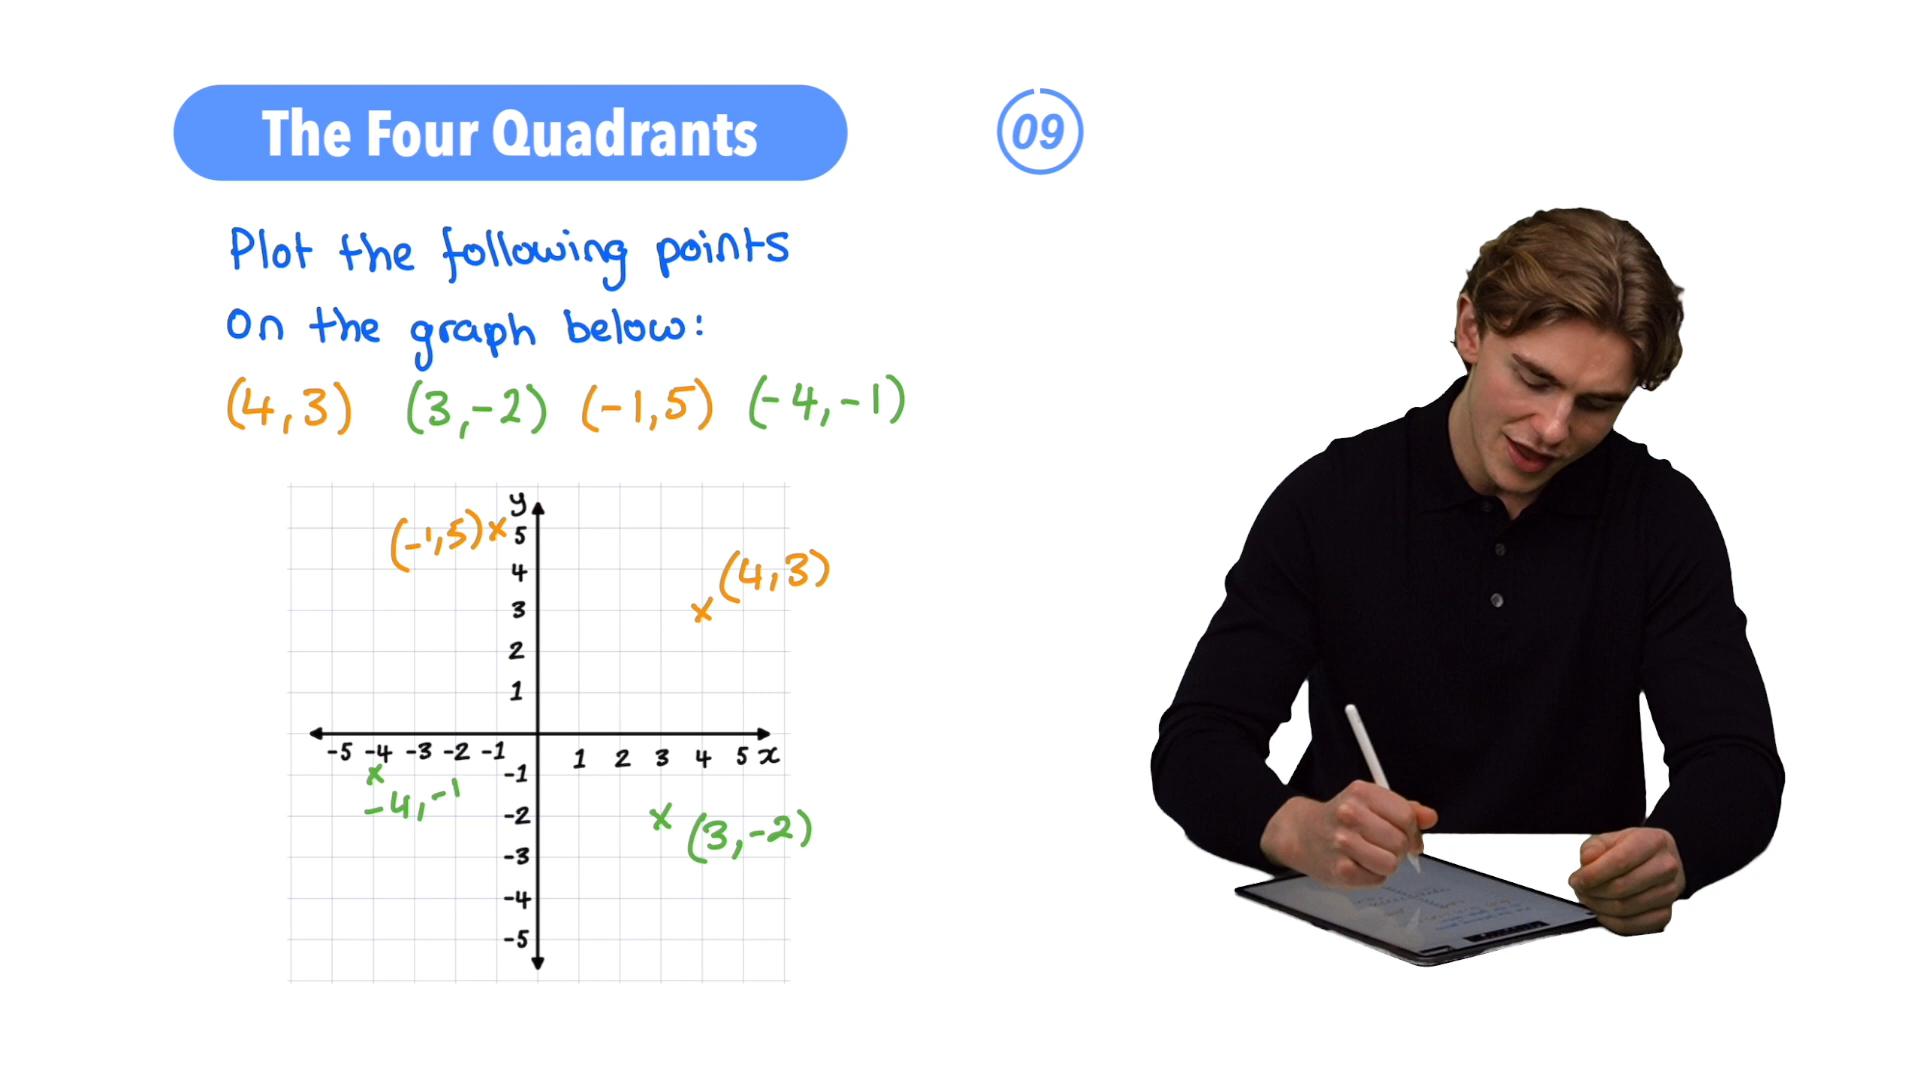 The Four Quadrants
09
Plot the following points
on the graph below:
(4,3) (3,-2) (-1,5) (-4,-1)
y
(-1,5) x 5
4 (4,3)
3 x
2
1
-5 -4 -3 -2 -1 1 2 3 4 5 x
x -1
-4,-1
-2 x (3,-2)
-3
-4
-5